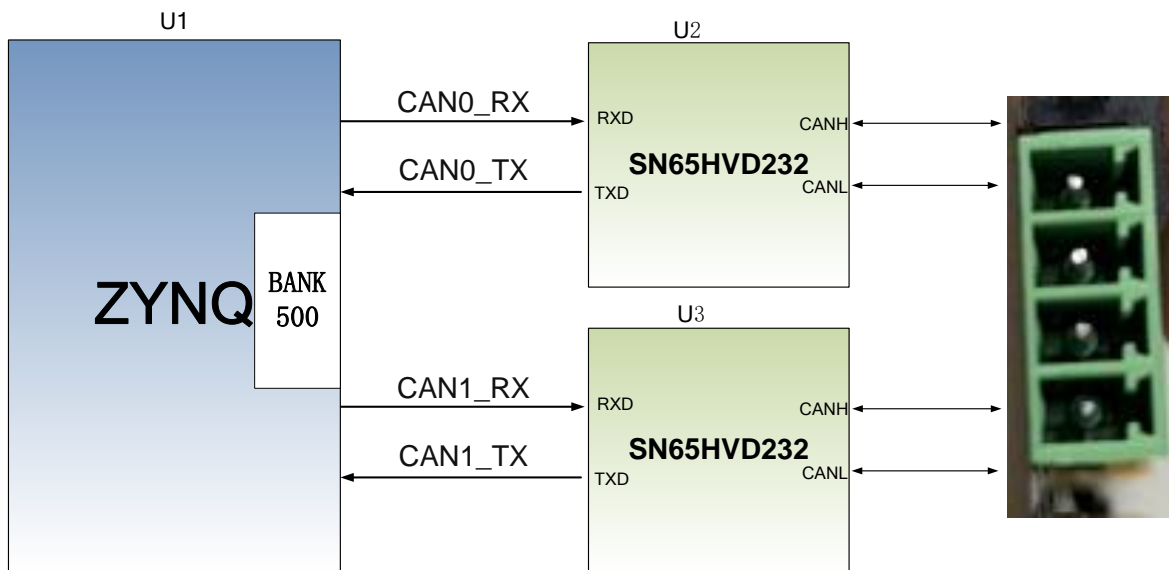 U1
U2
CAN0_RX
RXD
CANH
SN65HVD232
CAN0_TX
TXD
CANL
ZYNQ
BANK
500
U3
CAN1_RX
RXD
CANH
SN65HVD232
CAN1_TX
TXD
CANL